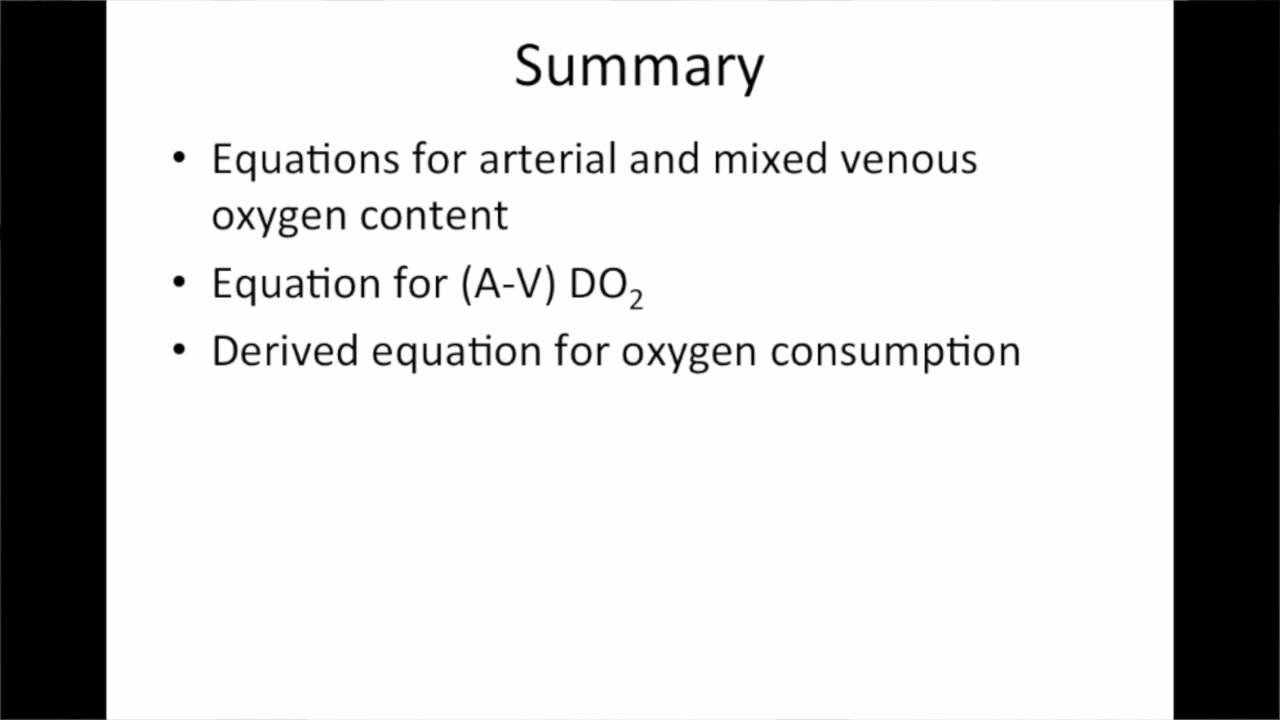 Summary
• Equations for arterial and mixed venous
oxygen content
• Equation for (A-V) DO₂
• Derived equation for oxygen consumption